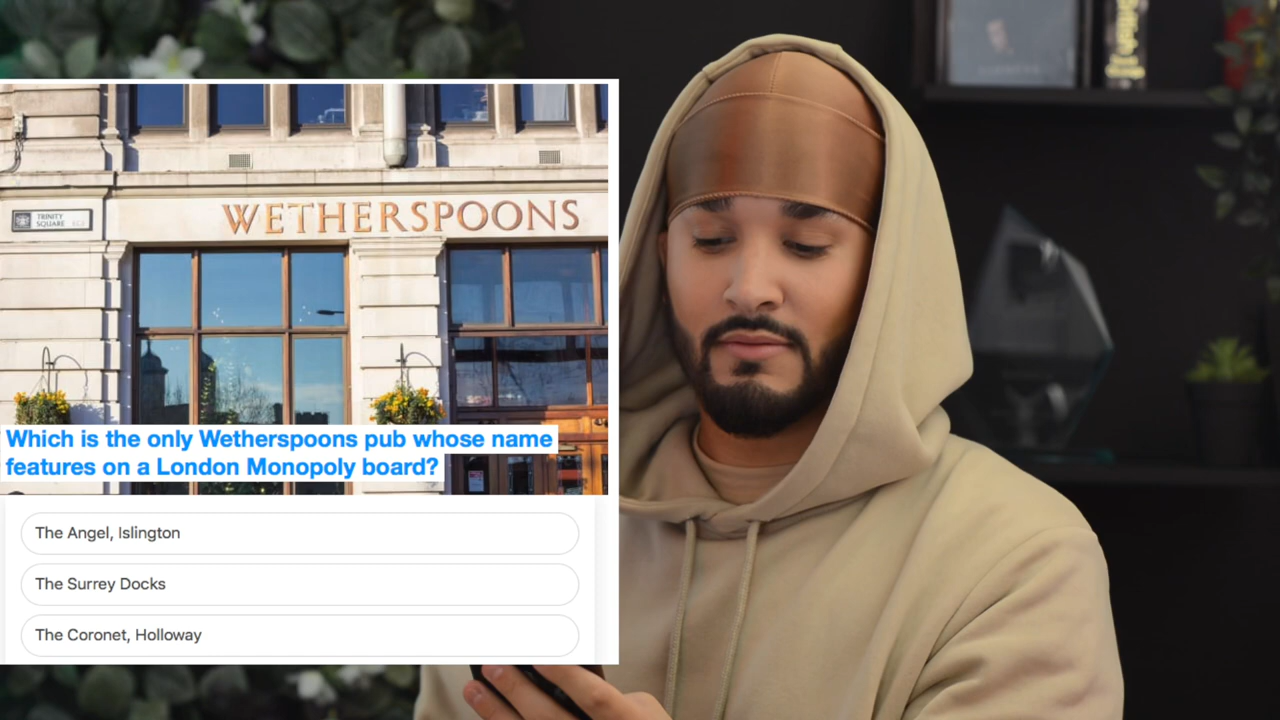 TRINITY
SQUARE EC3
WETHERSPOONS
Which is the only Wetherspoons pub whose name
features on a London Monopoly board?
The Angel, Islington
The Surrey Docks
The Coronet, Holloway